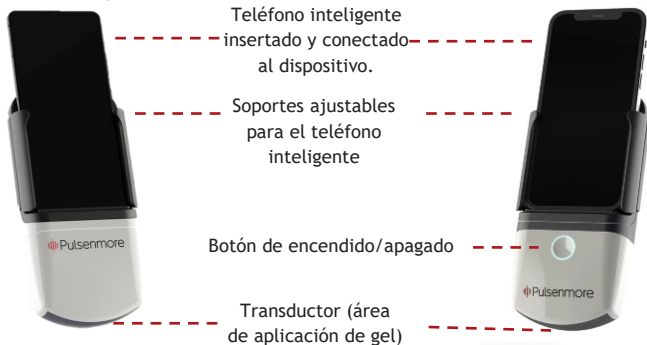 Teléfono inteligente
insertado y conectado
al dispositivo.
Soportes ajustables
para el teléfono
inteligente
Pulsenmore
Botón de encendido/apagado
Pulsenmore
Transductor (área
de aplicación de gel)